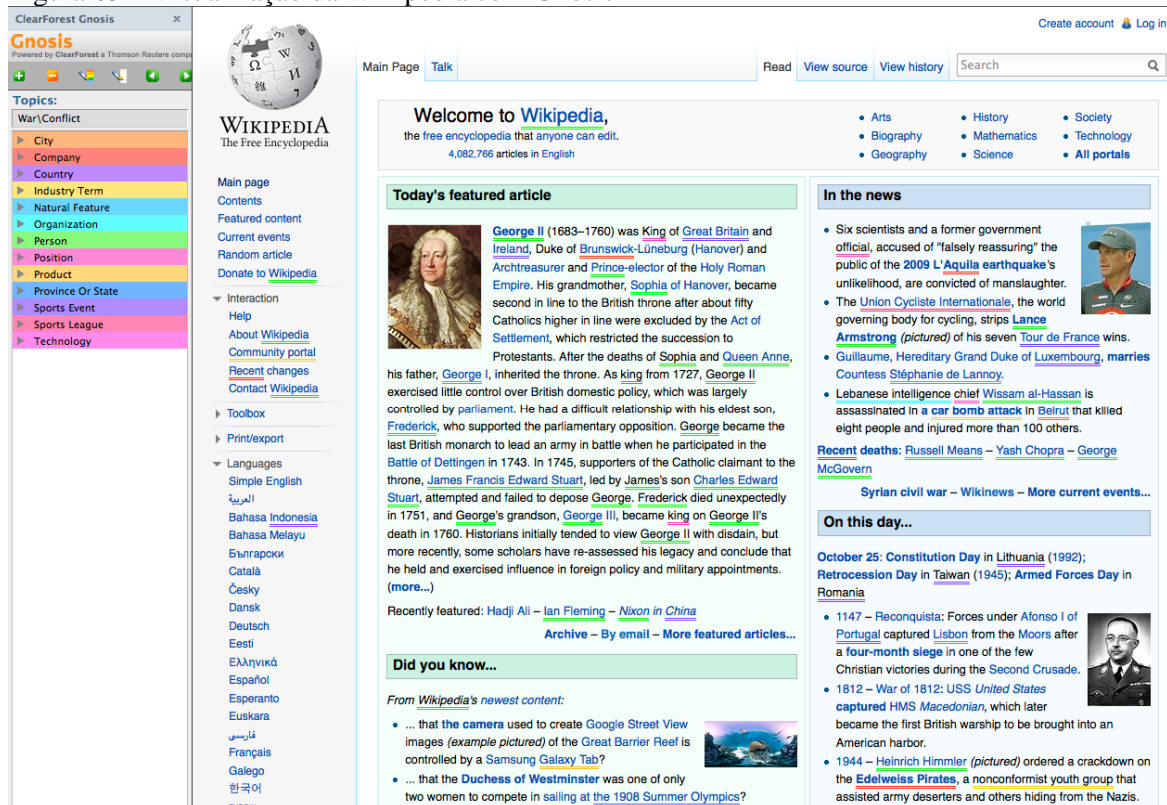 ClearForest Gnosis
Gnosis
Powered by ClearForest a Thomson Reuters compa
Topics:
War\Conflict
City
Company
Country
Industry Term
Natural Feature
Organization
Person
Position
Product
Province Or State
Sports Event
Sports League
Technology
WIKIPEDIA
The Free Encyclopedia
Main page
Contents
Featured content
Current events
Random article
Donate to Wikipedia
Interaction
Help
About Wikipedia
Community portal
Recent changes
Contact Wikipedia
Toolbox
Print/export
Languages
Simple English
العربية
Bahasa Indonesia
Bahasa Melayu
Български
Català
Česky
Dansk
Deutsch
Eesti
Ελληνικά
Español
Esperanto
Euskara
فارسی
Français
Galego
한국어
Create account Log in
Main Page Talk Read View source View history Search
Welcome to Wikipedia,
the free encyclopedia that anyone can edit.
4,082,766 articles in English
Arts
Biography
Geography
History
Mathematics
Science
Society
Technology
All portals
Today's featured article
George II (1683–1760) was King of Great Britain and
Ireland, Duke of Brunswick-Lüneburg (Hanover) and
Archtreasurer and Prince-elector of the Holy Roman
Empire. His grandmother, Sophia of Hanover, became
second in line to the British throne after about fifty
Catholics higher in line were excluded by the Act of
Settlement, which restricted the succession to
Protestants. After the deaths of Sophia and Queen Anne,
his father, George I, inherited the throne. As king from 1727, George II
exercised little control over British domestic policy, which was largely
controlled by parliament. He had a difficult relationship with his eldest son,
Frederick, who supported the parliamentary opposition. George became the
last British monarch to lead an army in battle when he participated in the
Battle of Dettingen in 1743. In 1745, supporters of the Catholic claimant to the
throne, James Francis Edward Stuart, led by James's son Charles Edward
Stuart, attempted and failed to depose George. Frederick died unexpectedly
in 1751, and George's grandson, George III, became king on George II's
death in 1760. Historians initially tended to view George II with disdain, but
more recently, some scholars have re-assessed his legacy and conclude that
he held and exercised influence in foreign policy and military appointments.
(more...)
Recently featured: Hadji Ali – Ian Fleming – Nixon in China
Archive – By email – More featured articles...
Did you know...
From Wikipedia's newest content:
... that the camera used to create Google Street View
images (example pictured) of the Great Barrier Reef is
controlled by a Samsung Galaxy Tab?
... that the Duchess of Westminster was one of only
two women to compete in sailing at the 1908 Summer Olympics?
In the news
Six scientists and a former government
official, accused of "falsely reassuring" the
public of the 2009 L'Aquila earthquake's
unlikelihood, are convicted of manslaughter.
The Union Cycliste Internationale, the world
governing body for cycling, strips Lance
Armstrong (pictured) of his seven Tour de France wins.
Guillaume, Hereditary Grand Duke of Luxembourg, marries
Countess Stéphanie de Lannoy.
Lebanese intelligence chief Wissam al-Hassan is
assassinated in a car bomb attack in Beirut that killed
eight people and injured more than 100 others.
Recent deaths: Russell Means – Yash Chopra – George
McGovern
Syrian civil war – Wikinews – More current events...
On this day...
October 25: Constitution Day in Lithuania (1992);
Retrocession Day in Taiwan (1945); Armed Forces Day in
Romania
1147 – Reconquista: Forces under Afonso I of
Portugal captured Lisbon from the Moors after
a four-month siege in one of the few
Christian victories during the Second Crusade.
1812 – War of 1812: USS United States
captured HMS Macedonian, which later
became the first British warship to be brought into an
American harbor.
1944 – Heinrich Himmler (pictured) ordered a crackdown on
the Edelweiss Pirates, a nonconformist youth group that
assisted army deserters and others hiding from the Nazis.